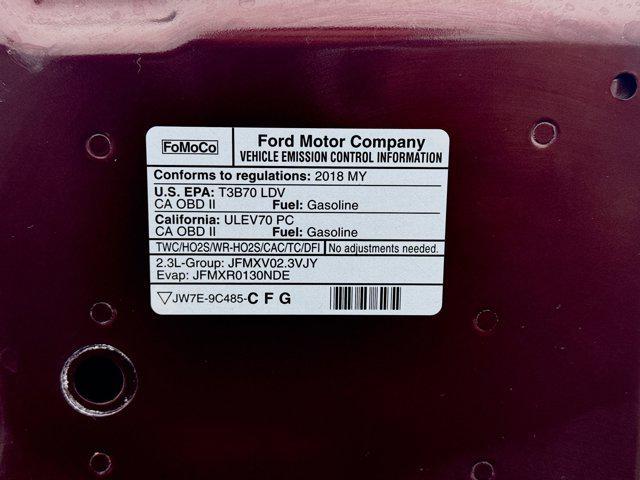 FoMoCo
Ford Motor Company
VEHICLE EMISSION CONTROL INFORMATION
Conforms to regulations: 2018 MY
U.S. EPA: T3B70 LDV
CA OBD II Fuel: Gasoline
California: ULEV70 PC
CA OBD II Fuel: Gasoline
TWC/HO2S/WR-HO2S/CAC/TC/DFI No adjustments needed.
2.3L-Group: JFMXV02.3VJY
Evap: JFMXR0130NDE
JW7E-9C485-C F G